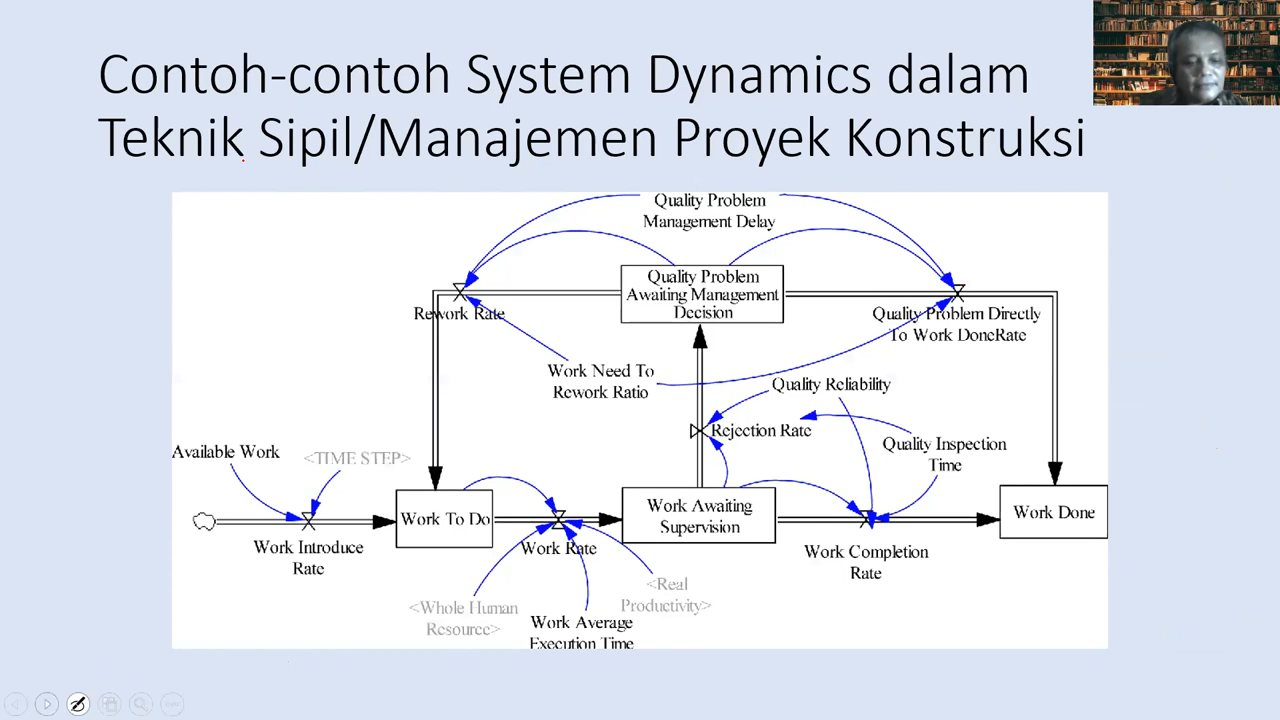 Contoh-contoh System Dynamics dalam
Teknik Sipil/Manajemen Proyek Konstruksi
Quality Problem
Management Delay
Quality Problem
Awaiting Management
Decision
Rework Rate
Quality Problem Directly
To Work DoneRate
Work Need To
Rework Ratio
Quality Reliability
Rejection Rate
Quality Inspection
Time
Available Work
<TIME STEP>
Work To Do
Work Awaiting
Supervision
Work Done
Work Introduce
Rate
Work Rate
Work Completion
Rate
<Whole Human
Resource>
Work Average
Execution Time
<Real
Productivity>